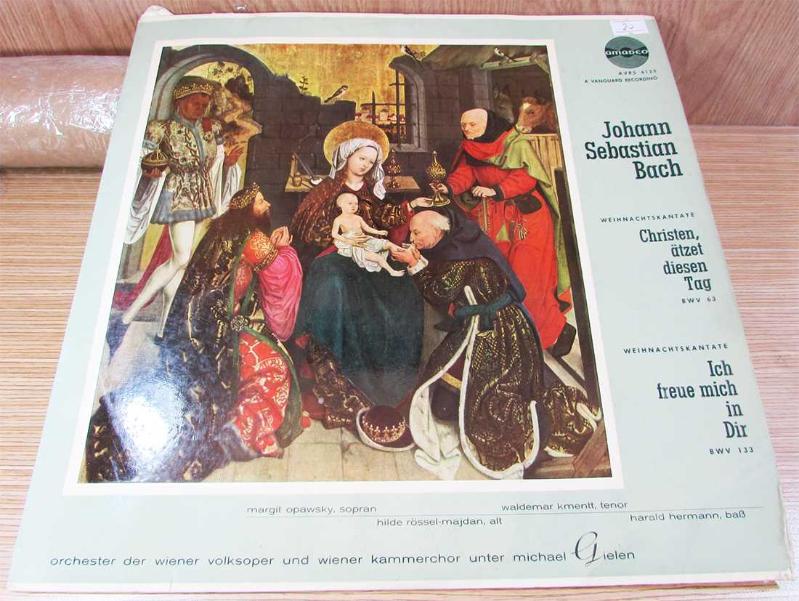 amadeo
AVRS 6125
A VANGUARD RECORDING
Johann
Sebastian
Bach
WEIHNACHTSKANTATE
Christen,
ätzet
diesen
Tag
BWV 63
WEIHNACHTSKANTATE
Ich
freue mich
in
Dir
BWV 133
margit opawsky, sopran
waldemar kmentt, tenor
hilde rössel-majdan, alt
harald hermann, baß
orchester der wiener volksoper und wiener kammerchor unter michael Gielen